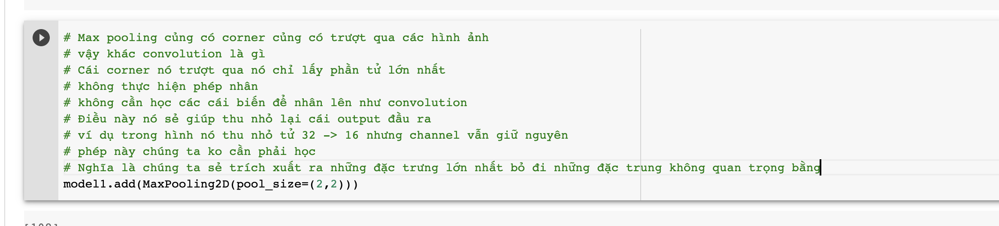 # Max pooling củng có corner củng có trượt qua các hình ảnh
# vậy khác convolution là gì
# Cái corner nó trượt qua nó chỉ lấy phần tử lớn nhất
# không thực hiện phép nhân
# không cần học các cái biến để nhân lên như convolution
# Điều này nó sẻ giúp thu nhỏ lại cái output đầu ra
# ví dụ trong hình nó thu nhỏ tử 32 -> 16 nhưng channel vẫn giữ nguyên
# phép này chúng ta ko cần phải học
# Nghĩa là chúng ta sẻ trích xuất ra những đặc trưng lớn nhất bỏ đi những đặc trung không quan trọng bằng
model1.add(MaxPooling2D(pool_size=(2,2)))